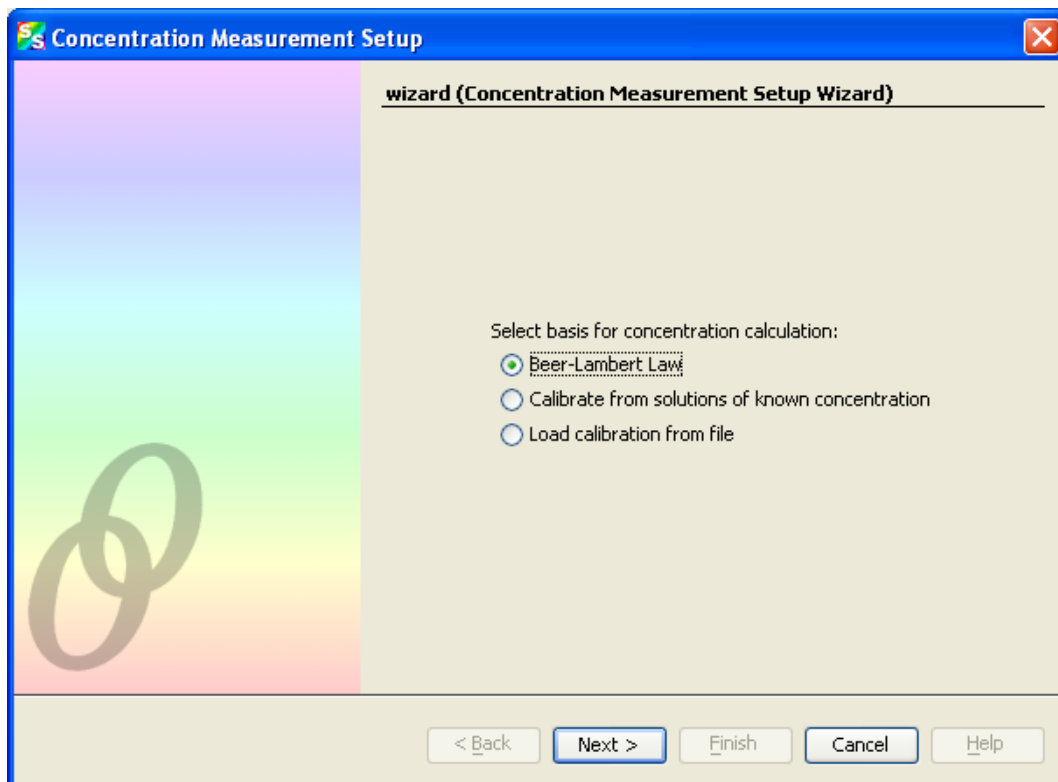 Concentration Measurement Setup
wizard (Concentration Measurement Setup Wizard)
Select basis for concentration calculation:
Beer-Lambert Law
Calibrate from solutions of known concentration
Load calibration from file
OO
< Back Next > Finish Cancel Help